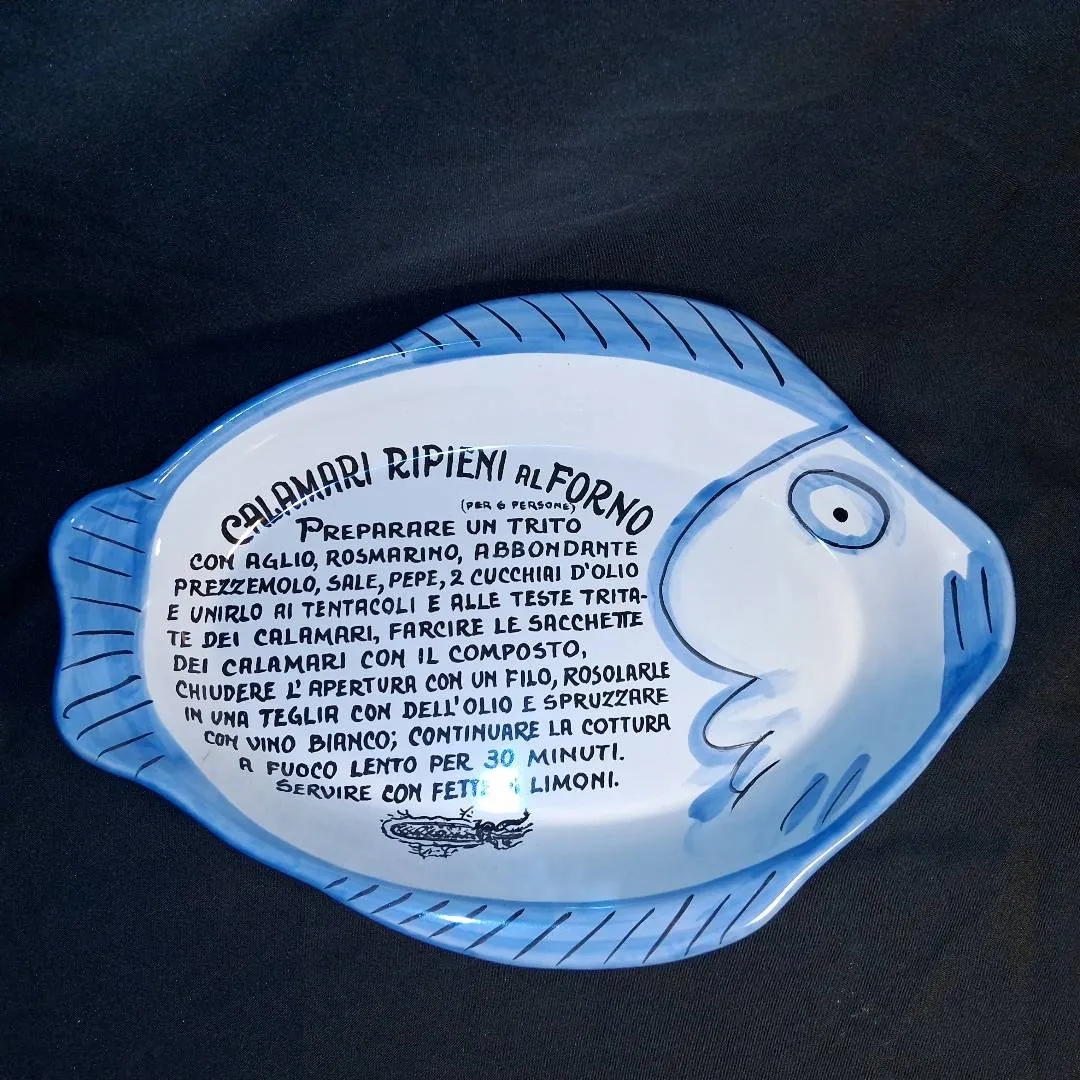 CALAMARI RIPIENI AL FORNO
(PER 6 PERSONE)
PREPARARE UN TRITO
CON AGLIO, ROSMARINO, ABBONDANTE
PREZZEMOLO, SALE, PEPE, 2 CUCCHIAI D'OLIO
E UNIRLO AI TENTACOLI E ALLE TESTE TRITA-
TE DEI CALAMARI, FARCIRE LE SACCHETTE
DEI CALAMARI CON IL COMPOSTO,
CHIUDERE L'APERTURA CON UN FILO, ROSOLARLE
IN UNA TEGLIA CON DELL'OLIO E SPRUZZARE
CON VINO BIANCO; CONTINUARE LA COTTURA
A FUOCO LENTO PER 30 MINUTI.
SERVIRE CON LIMONI.